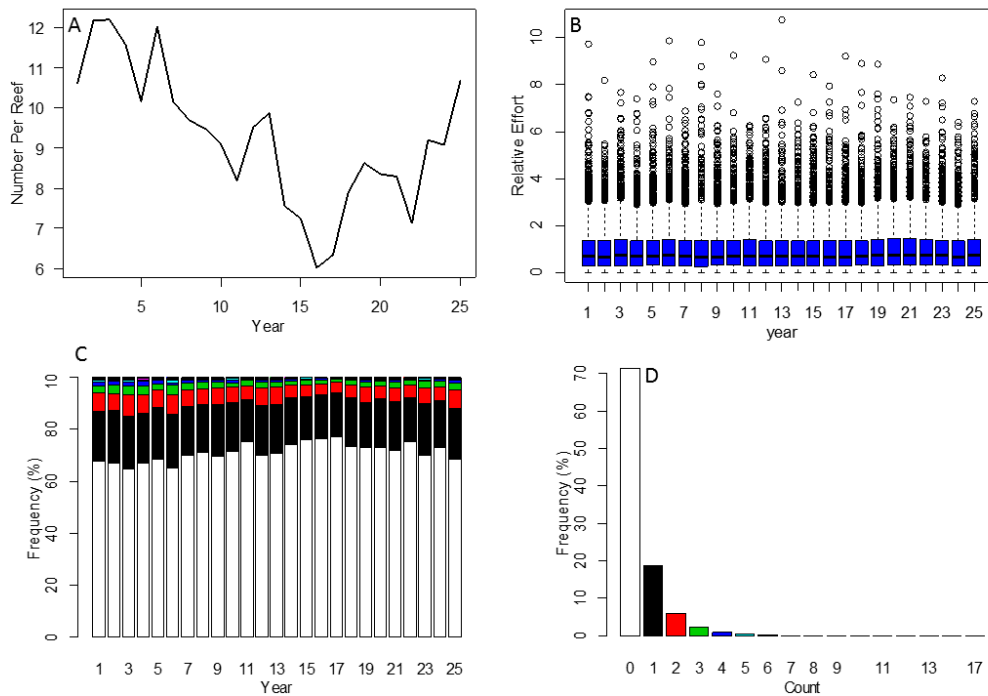 A
Number Per Reef
12
11
10
9
8
7
6
5 10 15 20 25
Year
B
Relative Effort
10
8
6
4
2
0
1 3 5 7 9 11 13 15 17 19 21 23 25
year
C
Frequency (%)
10 0
80
60
40
20
0
1 3 5 7 9 11 13 15 17 19 21 23 25
Year
D
Frequency (%)
70
60
50
40
30
20
10
0
0 1 2 3 4 5 6 7 8 9 11 13 17
Count